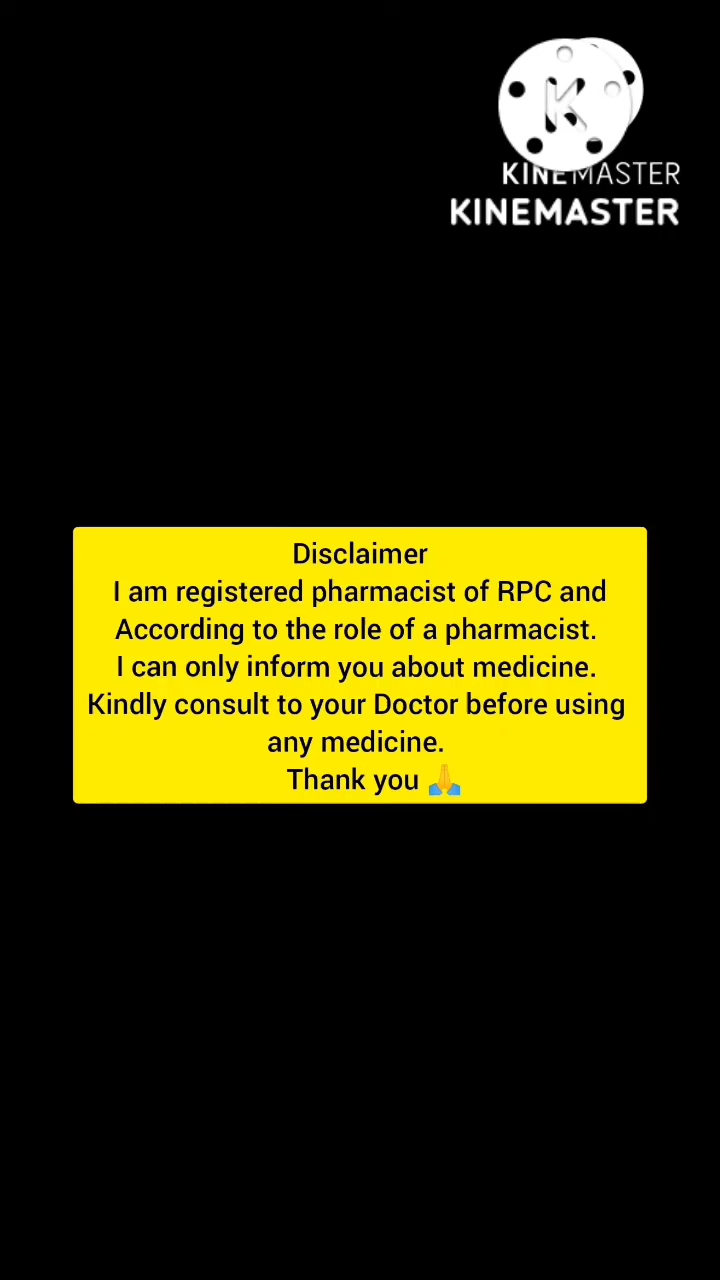 K
KINEMASTER
KINEMASTER
Disclaimer
I am registered pharmacist of RPC and
According to the role of a pharmacist.
I can only inform you about medicine.
Kindly consult to your Doctor before using
any medicine.
Thank you 🙏